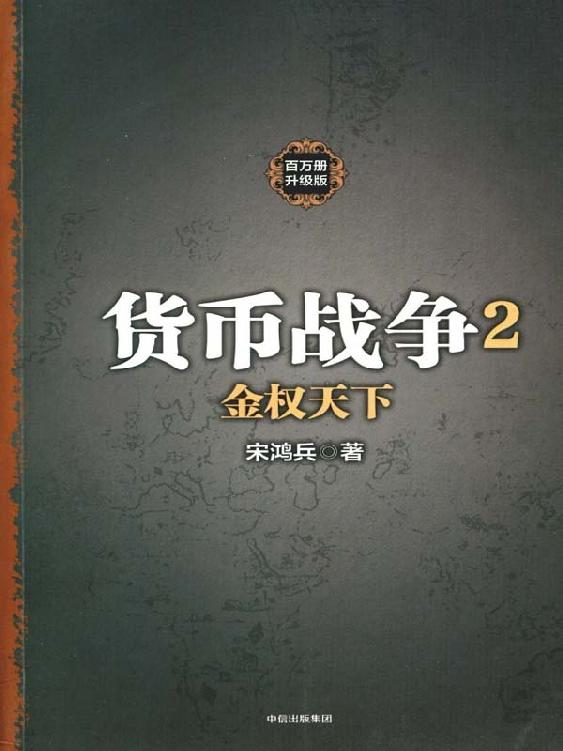 百万册
升级版
货币战争2
金权天下
宋鸿兵◎著
中信出版集团